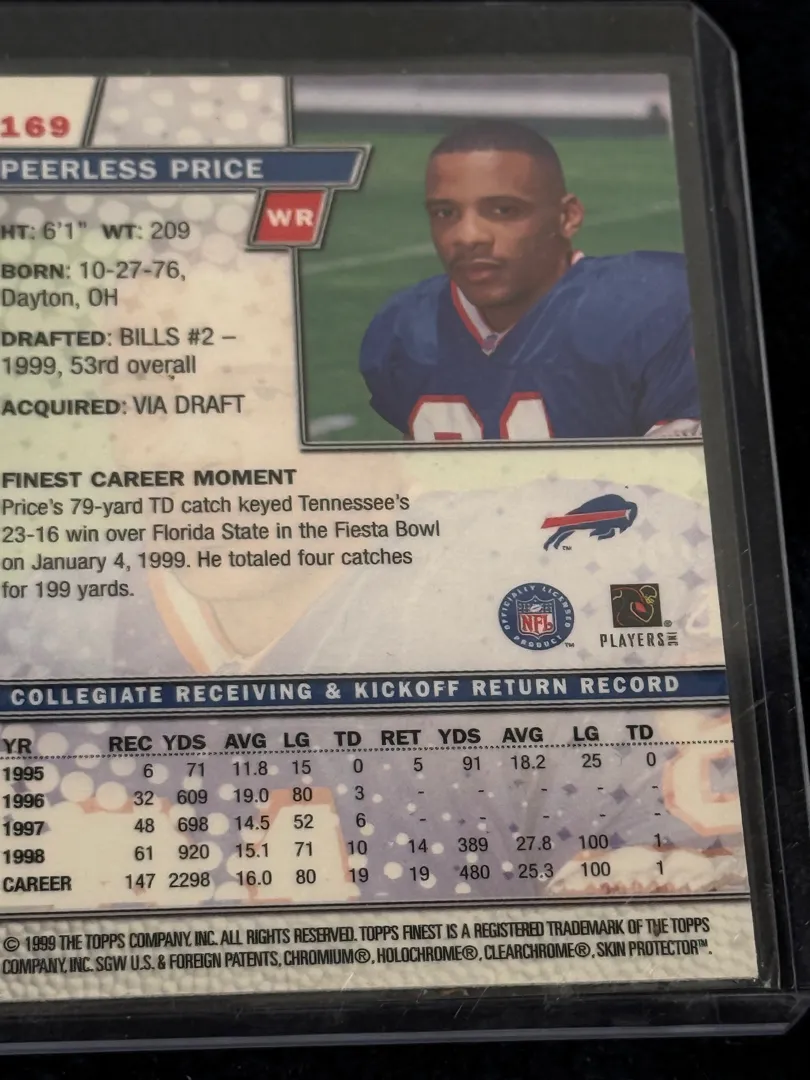 169
PEERLESS PRICE
WR
HT: 6'1" WT: 209
BORN: 10-27-76,
Dayton, OH
DRAFTED: BILLS #2 –
1999, 53rd overall
ACQUIRED: VIA DRAFT
FINEST CAREER MOMENT
Price's 79-yard TD catch keyed Tennessee's
23-16 win over Florida State in the Fiesta Bowl
on January 4, 1999. He totaled four catches
for 199 yards.
TM
OFFICIALLY LICENSED
NFL
PRODUCT
TM
PLAYERS INC
®
COLLEGIATE RECEIVING & KICKOFF RETURN RECORD
YR REC YDS AVG LG TD RET YDS AVG LG TD
1995 6 71 11.8 15 0 5 91 18.2 25 0
1996 32 609 19.0 80 3 - - - - -
1997 48 698 14.5 52 6 - - - - -
1998 61 920 15.1 71 10 14 389 27.8 100 1
CAREER 147 2298 16.0 80 19 19 480 25.3 100 1
© 1999 THE TOPPS COMPANY, INC. ALL RIGHTS RESERVED. TOPPS FINEST IS A REGISTERED TRADEMARK OF THE TOPPS
COMPANY, INC. SGW U.S. & FOREIGN PATENTS, CHROMIUM®, HOLOCHROME®, CLEARCHROME®, SKIN PROTECTOR™.